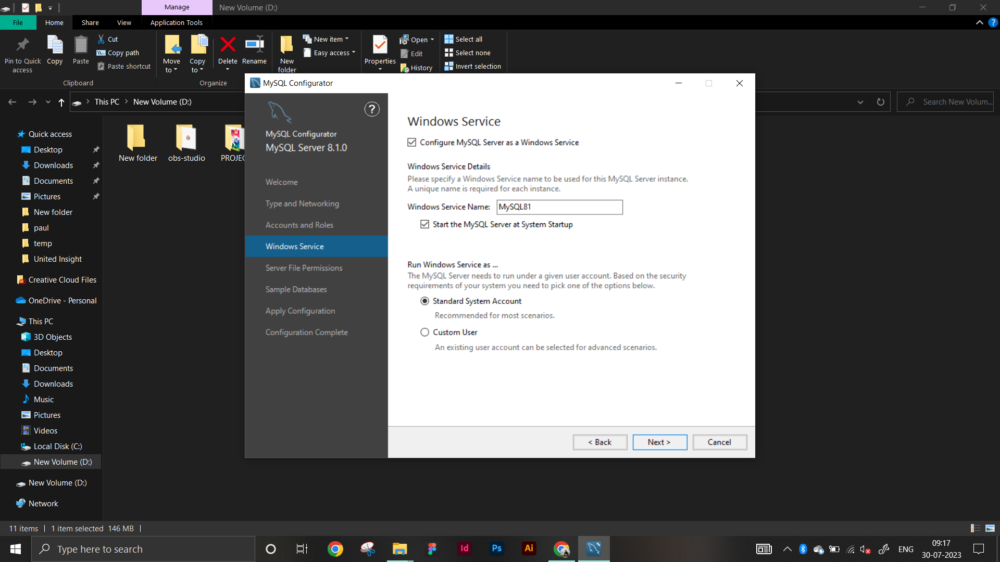 Manage
New Volume (D:)
File
Home
Share
View
Application Tools
Pin to Quick access
Copy
Paste
Cut
Copy path
Paste shortcut
Clipboard
Move to
Copy to
Delete
Rename
Organize
New folder
New item
Easy access
Properties
Open
Edit
History
Select all
Select none
Invert selection
This PC
New Volume (D:)
Search New Volum...
Quick access
Desktop
Downloads
Documents
Pictures
New folder
paul
temp
United Insight
Creative Cloud Files
OneDrive - Personal
This PC
3D Objects
Desktop
Documents
Downloads
Music
Pictures
Videos
Local Disk (C:)
New Volume (D:)
New Volume (D:)
Network
New folder
obs-studio
PROJEC
MySQL Configurator
?
MySQL Configurator
MySQL Server 8.1.0
Welcome
Type and Networking
Accounts and Roles
Windows Service
Server File Permissions
Sample Databases
Apply Configuration
Configuration Complete
Windows Service
Configure MySQL Server as a Windows Service
Windows Service Details
Please specify a Windows Service name to be used for this MySQL Server instance.
A unique name is required for each instance.
Windows Service Name: MySQL81
Start the MySQL Server at System Startup
Run Windows Service as ...
The MySQL Server needs to run under a given user account. Based on the security
requirements of your system you need to pick one of the options below.
Standard System Account
Recommended for most scenarios.
Custom User
An existing user account can be selected for advanced scenarios.
< Back
Next >
Cancel
11 items
1 item selected 146 MB
Type here to search
Id
Ps
Ai
ENG
09:17
30-07-2023